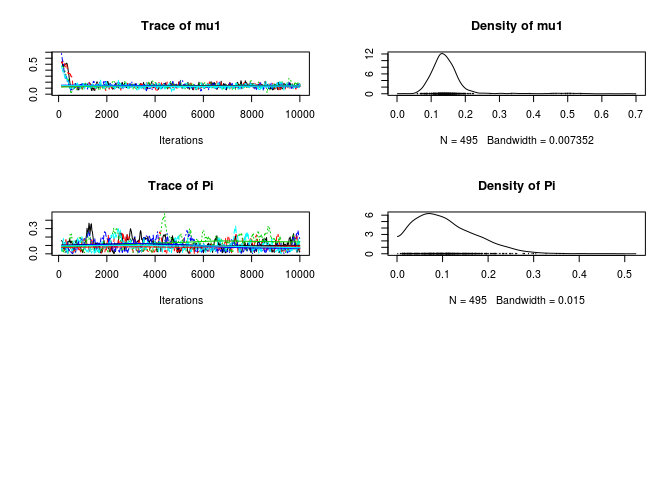 Trace of mu1
0.0 0.5
0 2000 4000 6000 8000 10000
Iterations
Density of mu1
0 6 12
0.0 0.1 0.2 0.3 0.4 0.5 0.6 0.7
N = 495 Bandwidth = 0.007352
Trace of Pi
0.0 0.3
0 2000 4000 6000 8000 10000
Iterations
Density of Pi
0 3 6
0.0 0.1 0.2 0.3 0.4 0.5
N = 495 Bandwidth = 0.015